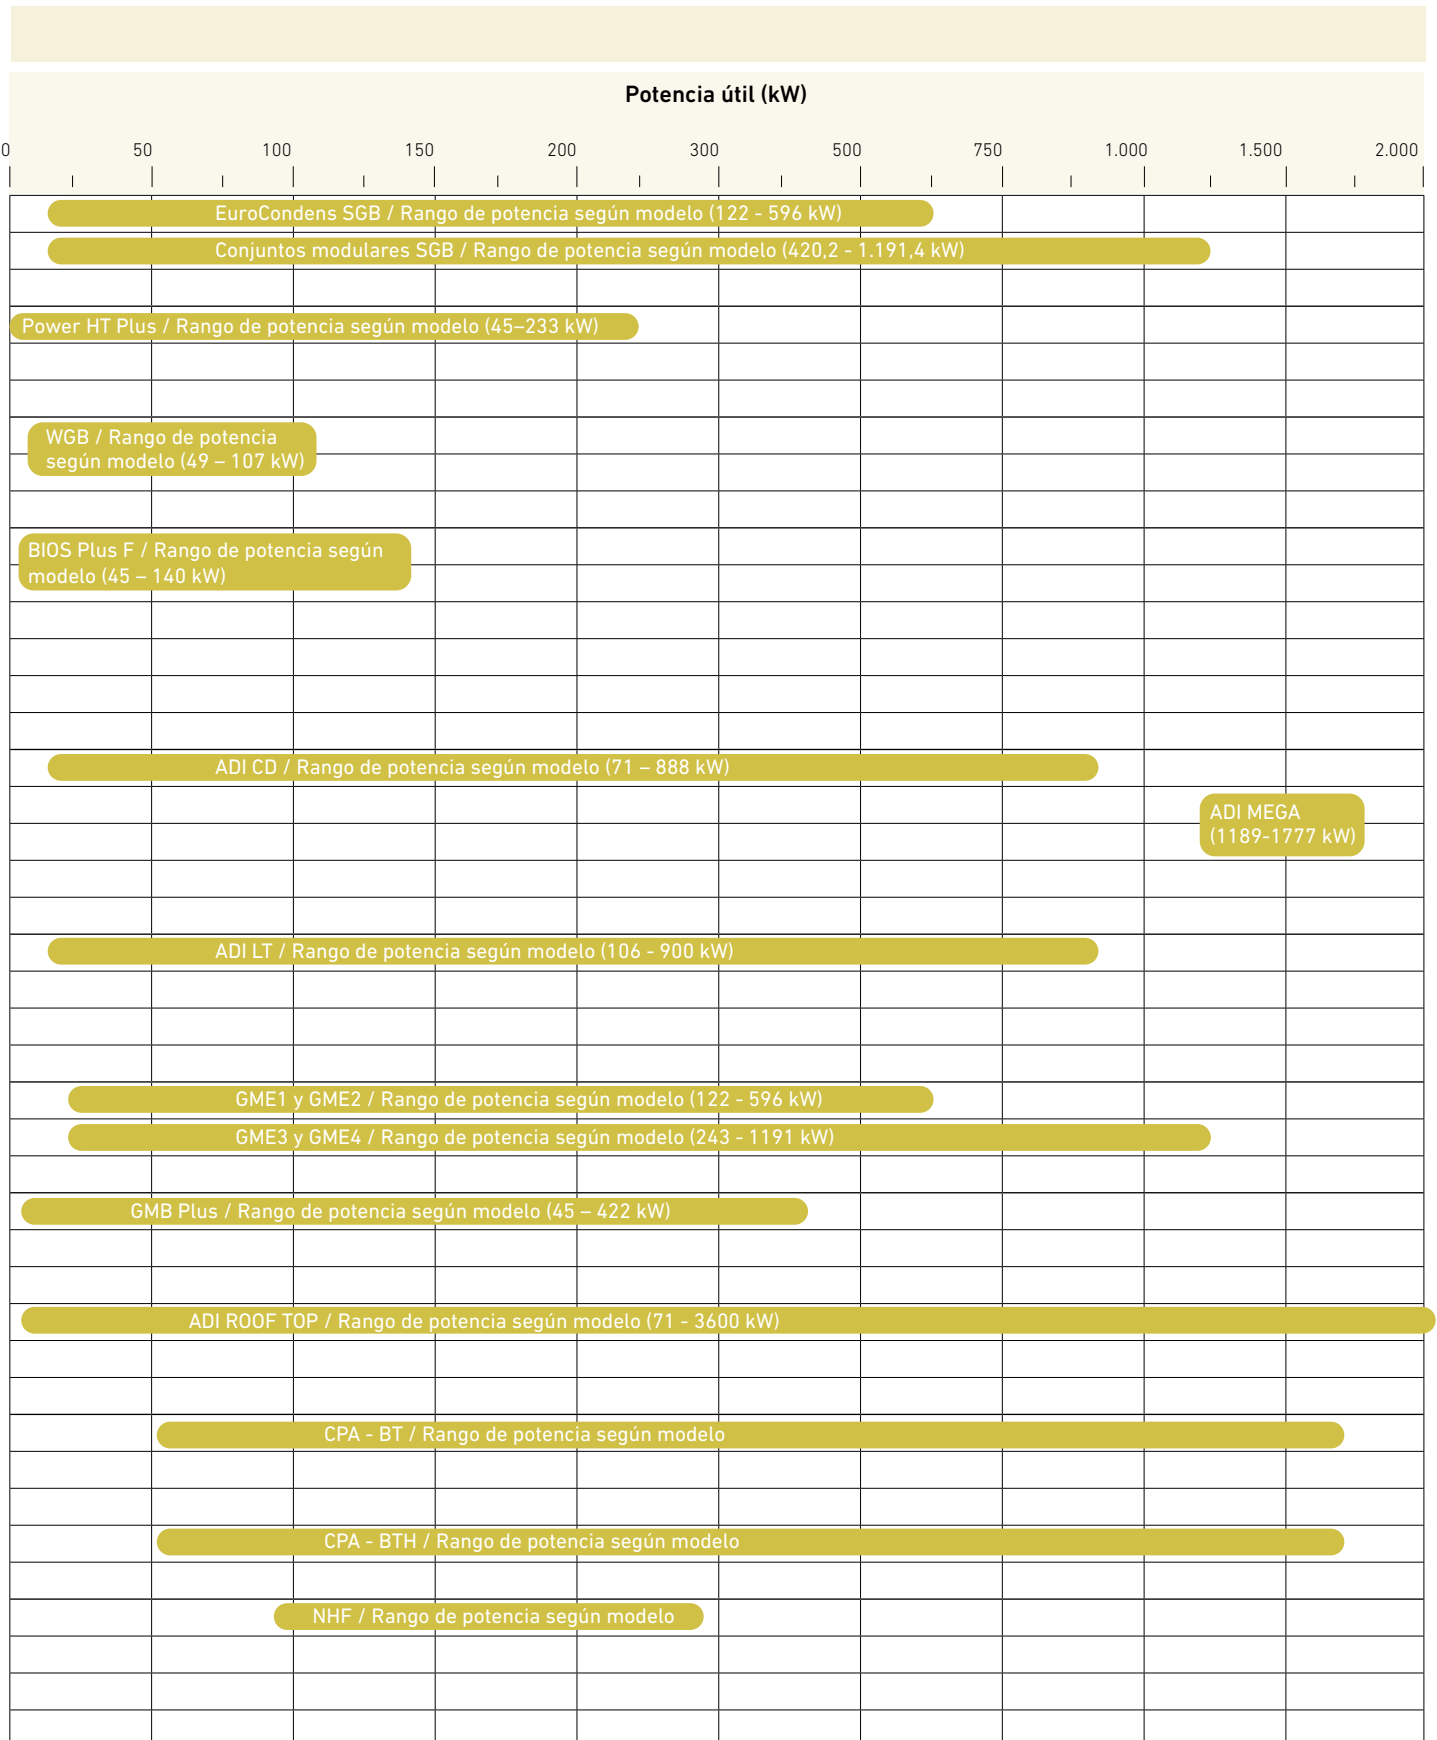 Potencia útil (kW)
0 50 100 150 200 300 500 750 1.000 1.500 2.000
EuroCondens SGB / Rango de potencia según modelo (122 - 596 kW)
Conjuntos modulares SGB / Rango de potencia según modelo (420,2 - 1.191,4 kW)
Power HT Plus / Rango de potencia según modelo (45–233 kW)
WGB / Rango de potencia
según modelo (49 – 107 kW)
BIOS Plus F / Rango de potencia según
modelo (45 – 140 kW)
ADI CD / Rango de potencia según modelo (71 – 888 kW)
ADI MEGA
(1189-1777 kW)
ADI LT / Rango de potencia según modelo (106 - 900 kW)
GME1 y GME2 / Rango de potencia según modelo (122 - 596 kW)
GME3 y GME4 / Rango de potencia según modelo (243 - 1191 kW)
GMB Plus / Rango de potencia según modelo (45 – 422 kW)
ADI ROOF TOP / Rango de potencia según modelo (71 - 3600 kW)
CPA - BT / Rango de potencia según modelo
CPA - BTH / Rango de potencia según modelo
NHF / Rango de potencia según modelo